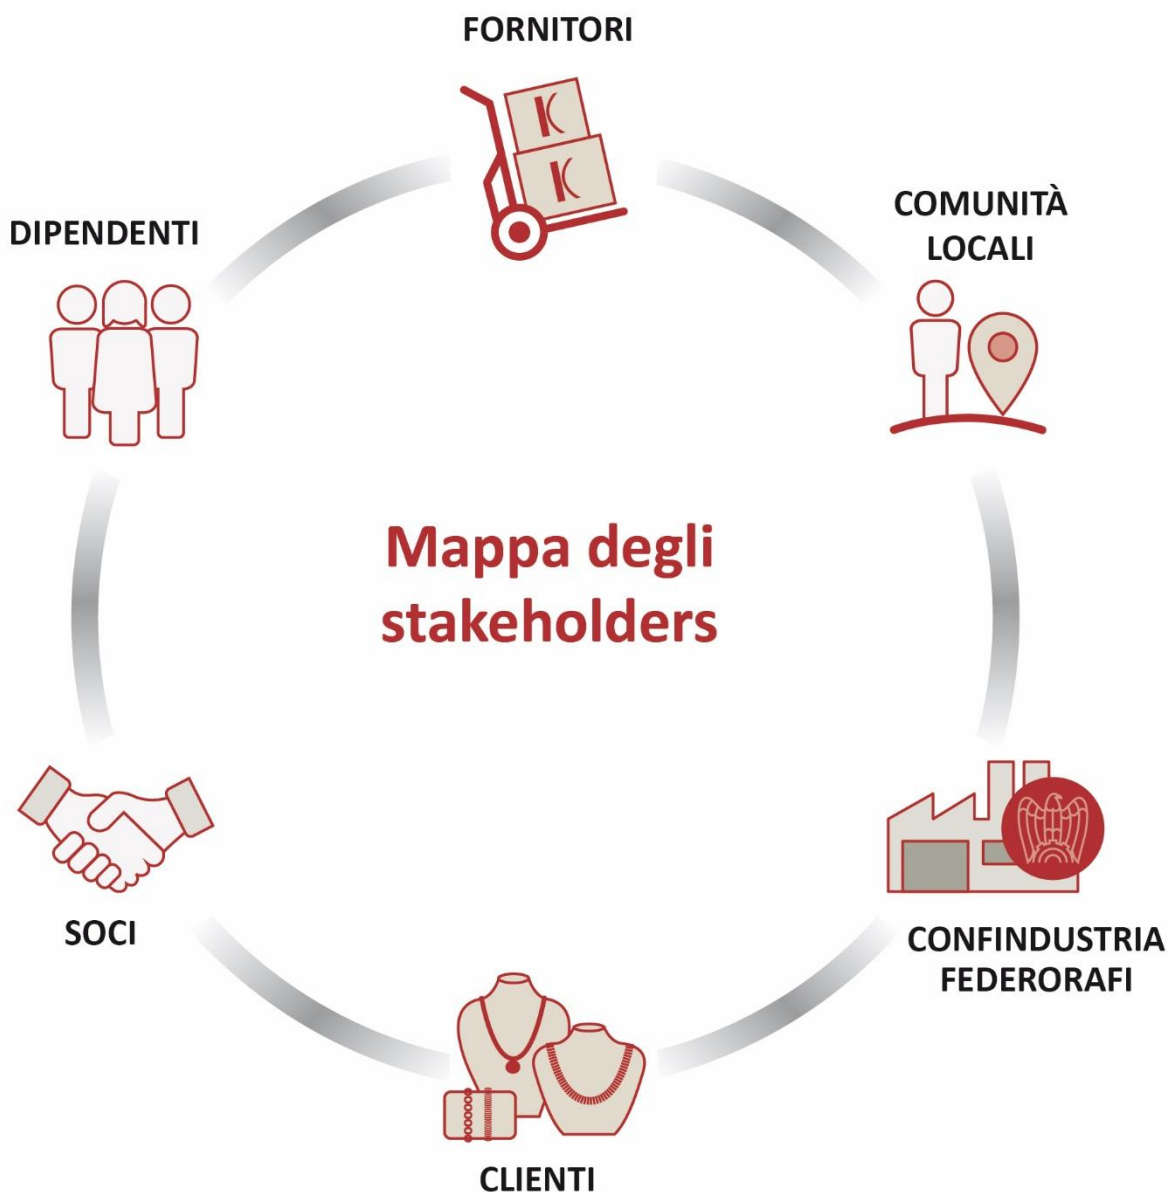 FORNITORI
COMUNITÀ
LOCALI
DIPENDENTI
Mappa degli
stakeholders
SOCI
CONFINDUSTRIA
FEDERORAFI
CLIENTI